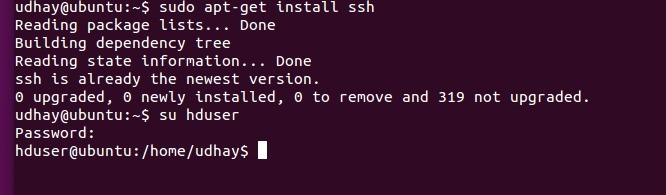 udhay@ubuntu:~$ sudo apt-get install ssh
Reading package lists... Done
Building dependency tree
Reading state information... Done
ssh is already the newest version.
0 upgraded, 0 newly installed, 0 to remove and 319 not upgraded.
udhay@ubuntu:~$ su hduser
Password:
hduser@ubuntu:/home/udhay$